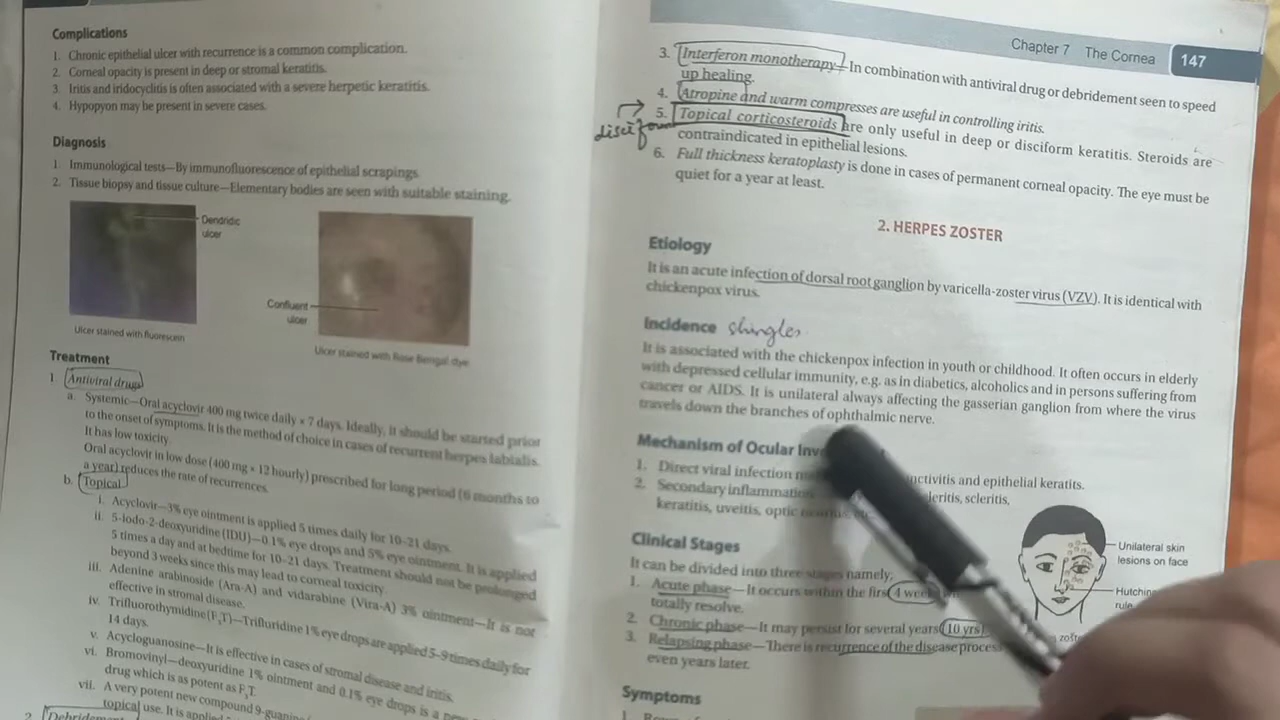 Complications
1. Chronic epithelial ulcer with recurrence is a common complication.
2. Corneal opacity is present in deep or stromal keratitis.
3. Iritis and iridocyclitis is often associated with a severe herpetic keratitis.
4. Hypopyon may be present in severe cases.
Diagnosis
1. Immunological tests—By immunofluorescence of epithelial scrapings.
2. Tissue biopsy and tissue culture—Elementary bodies are seen with suitable staining.
Dendridic
ulcer
Confluent
ulcer
Ulcer stained with fluorescein
Ulcer stained with Rose Bengal dye
Treatment
1 Antiviral drugs
a. Systemic—Oral acyclovir 400 mg twice daily × 7 days. Ideally, it should be started prior
to the onset of symptoms. It is the method of choice in cases of recurrent herpes labialis.
It has low toxicity.
Oral acyclovir in low dose (400 mg × 12 hourly) prescribed for long period (6 months to
a year) reduces the rate of recurrences.
b. Topical
i. Acyclovir—3% eye ointment is applied 5 times daily for 10–21 days.
ii. 5-iodo-2-deoxyuridine (IDU)—0.1% eye drops and 5% eye ointment. It is applied
5 times a day and at bedtime for 10–21 days. Treatment should not be prolonged
beyond 3 weeks since this may lead to corneal toxicity.
iii. Adenine arabinoside (Ara-A) and vidarabine (Vira-A) 3% ointment—It is not
effective in stromal disease.
iv. Trifluorothymidine (F3T)—Trifluridine 1% eye drops are applied 5–9 times daily for
14 days.
v. Acycloguanosine—It is effective in cases of stromal disease and iritis.
vi. Bromovinyl—deoxyuridine 1% ointment and 0.1% eye drops is a new
drug which is as potent as F3T.
vii. A very potent new compound 9-guanin
topical use. It is applied
2 Debridement
Chapter 7 The Cornea 147
3. Interferon monotherapy—In combination with antiviral drug or debridement seen to speed
up healing.
4. Atropine and warm compresses are useful in controlling iritis.
disciform
5. Topical corticosteroids are only useful in deep or disciform keratitis. Steroids are
contraindicated in epithelial lesions.
6. Full thickness keratoplasty is done in cases of permanent corneal opacity. The eye must be
quiet for a year at least.
2. HERPES ZOSTER
Etiology
It is an acute infection of dorsal root ganglion by varicella-zoster virus (VZV). It is identical with
chickenpox virus.
Incidence shingles
It is associated with the chickenpox infection in youth or childhood. It often occurs in elderly
with depressed cellular immunity, e.g. as in diabetics, alcoholics and in persons suffering from
cancer or AIDS. It is unilateral always affecting the gasserian ganglion from where the virus
travels down the branches of ophthalmic nerve.
Mechanism of Ocular Inv
1. Direct viral infection nctivitis and epithelial keratits.
2. Secondary inflammation leritis, scleritis,
keratitis, uveitis, optic
Clinical Stages
It can be divided into three stages namely;
1. Acute phase—It occurs within the first 4 week
totally resolve.
2. Chronic phase—It may persist for several years (10 yrs)
3. Relapsing phase—There is recurrence of the disease process
even years later.
Unilateral skin
lesions on face
Hutchin
rule
zost
Symptoms
1.